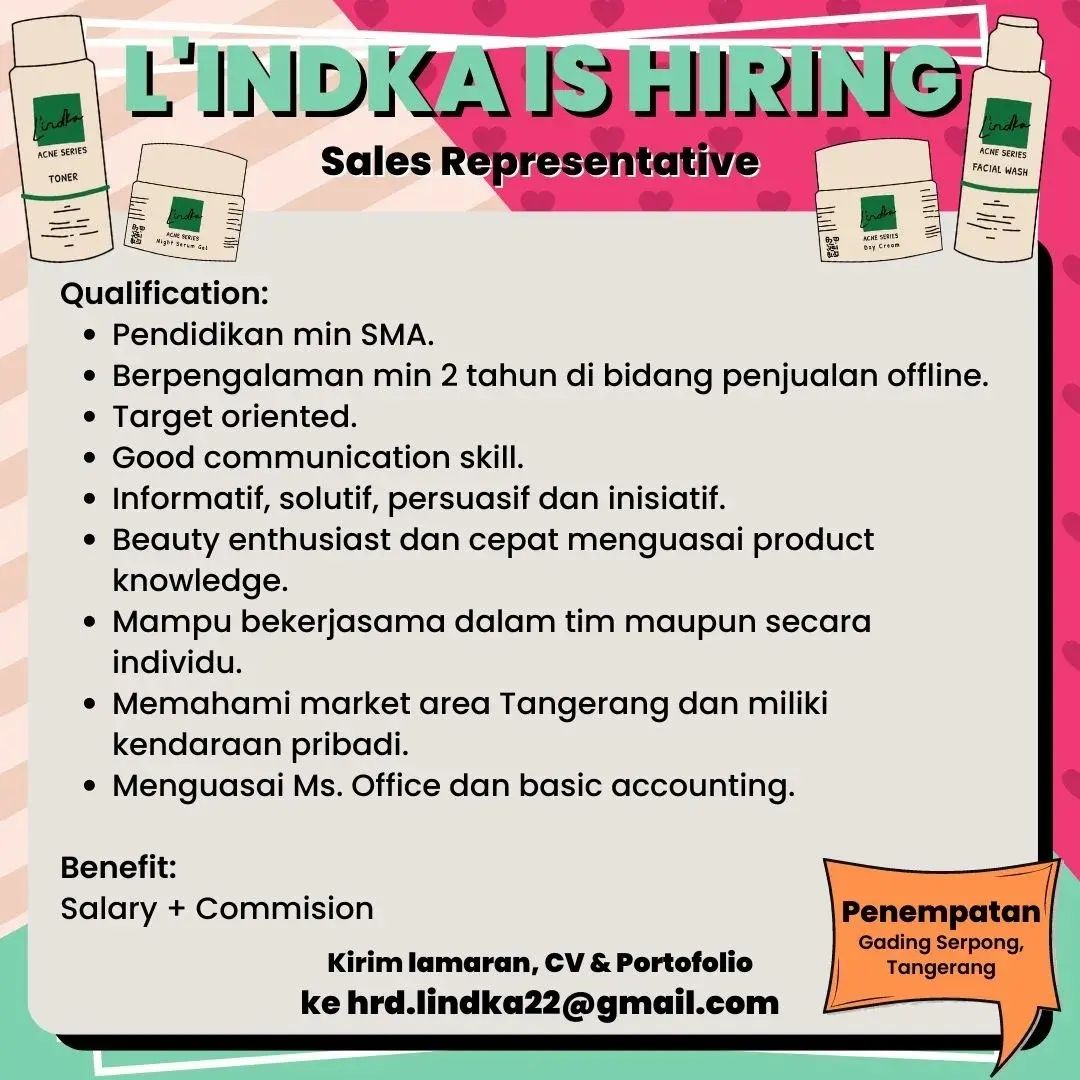 L'INDKA IS HIRING
Sales Representative
L'indka
ACNE SERIES
TONER
L'indka
ACNE SERIES
Night Serum Gel
L'indka
ACNE SERIES
Day Cream
L'indka
ACNE SERIES
FACIAL WASH
Qualification:
• Pendidikan min SMA.
• Berpengalaman min 2 tahun di bidang penjualan offline.
• Target oriented.
• Good communication skill.
• Informatif, solutif, persuasif dan inisiatif.
• Beauty enthusiast dan cepat menguasai product
knowledge.
• Mampu bekerjasama dalam tim maupun secara
individu.
• Memahami market area Tangerang dan miliki
kendaraan pribadi.
• Menguasai Ms. Office dan basic accounting.
Benefit:
Salary + Commision
Penempatan
Gading Serpong,
Tangerang
Kirim lamaran, CV & Portofolio
ke hrd.lindka22@gmail.com